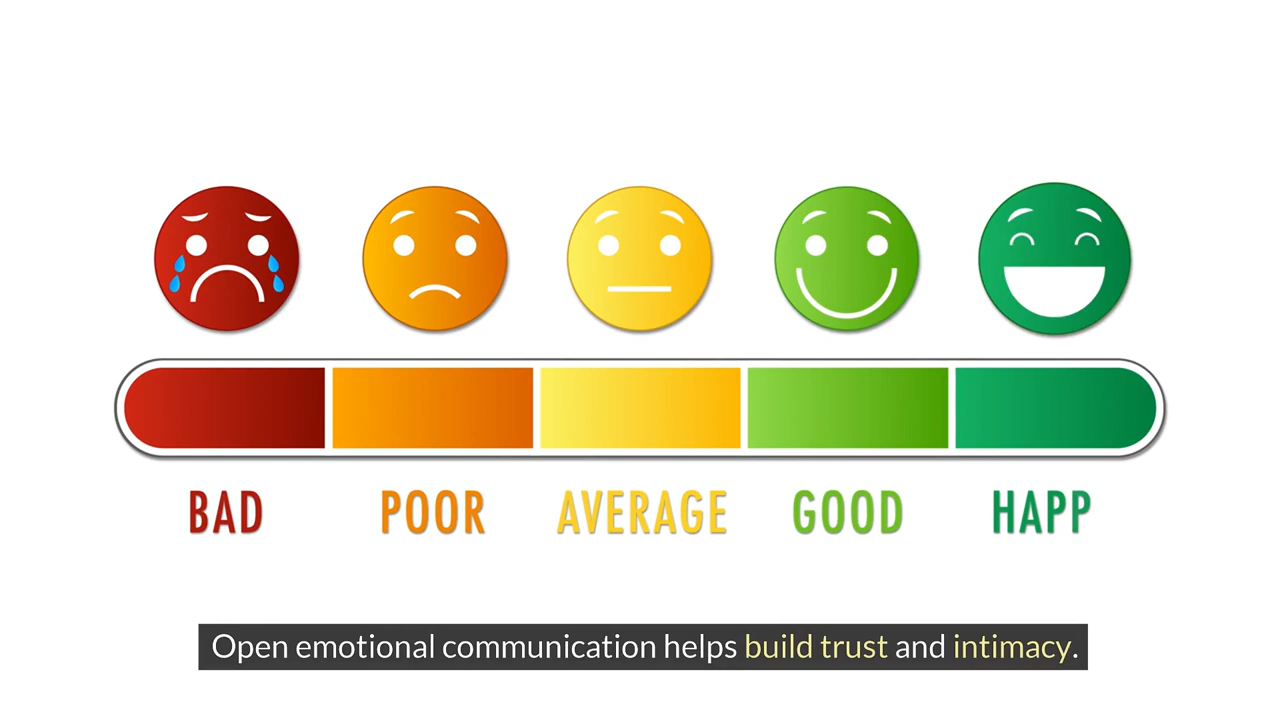 BAD POOR AVERAGE GOOD HAPP
Open emotional communication helps build trust and intimacy.